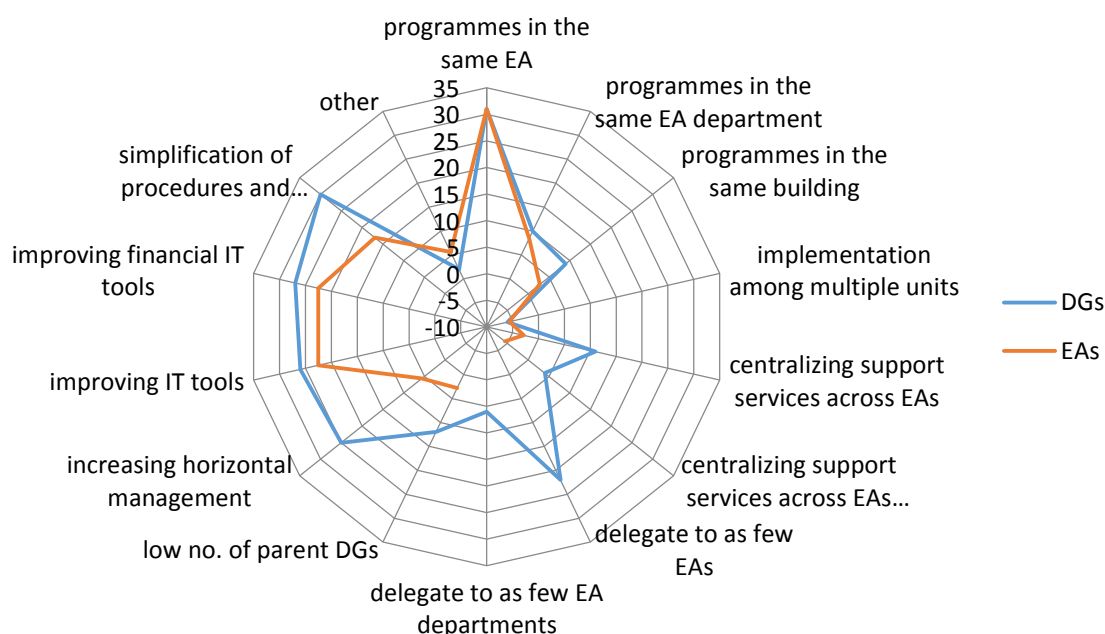 programmes in the
same EA
programmes in the
same EA department
programmes in the
same building
implementation
among multiple units
centralizing support
services across EAs
centralizing support
services across EAs...
delegate to as few
EAs
delegate to as few EA
departments
low no. of parent DGs
increasing horizontal
management
improving IT tools
improving financial IT
tools
simplification of
procedures and...
other
35
30
25
20
15
10
5
0
-5
-10
DGs
EAs